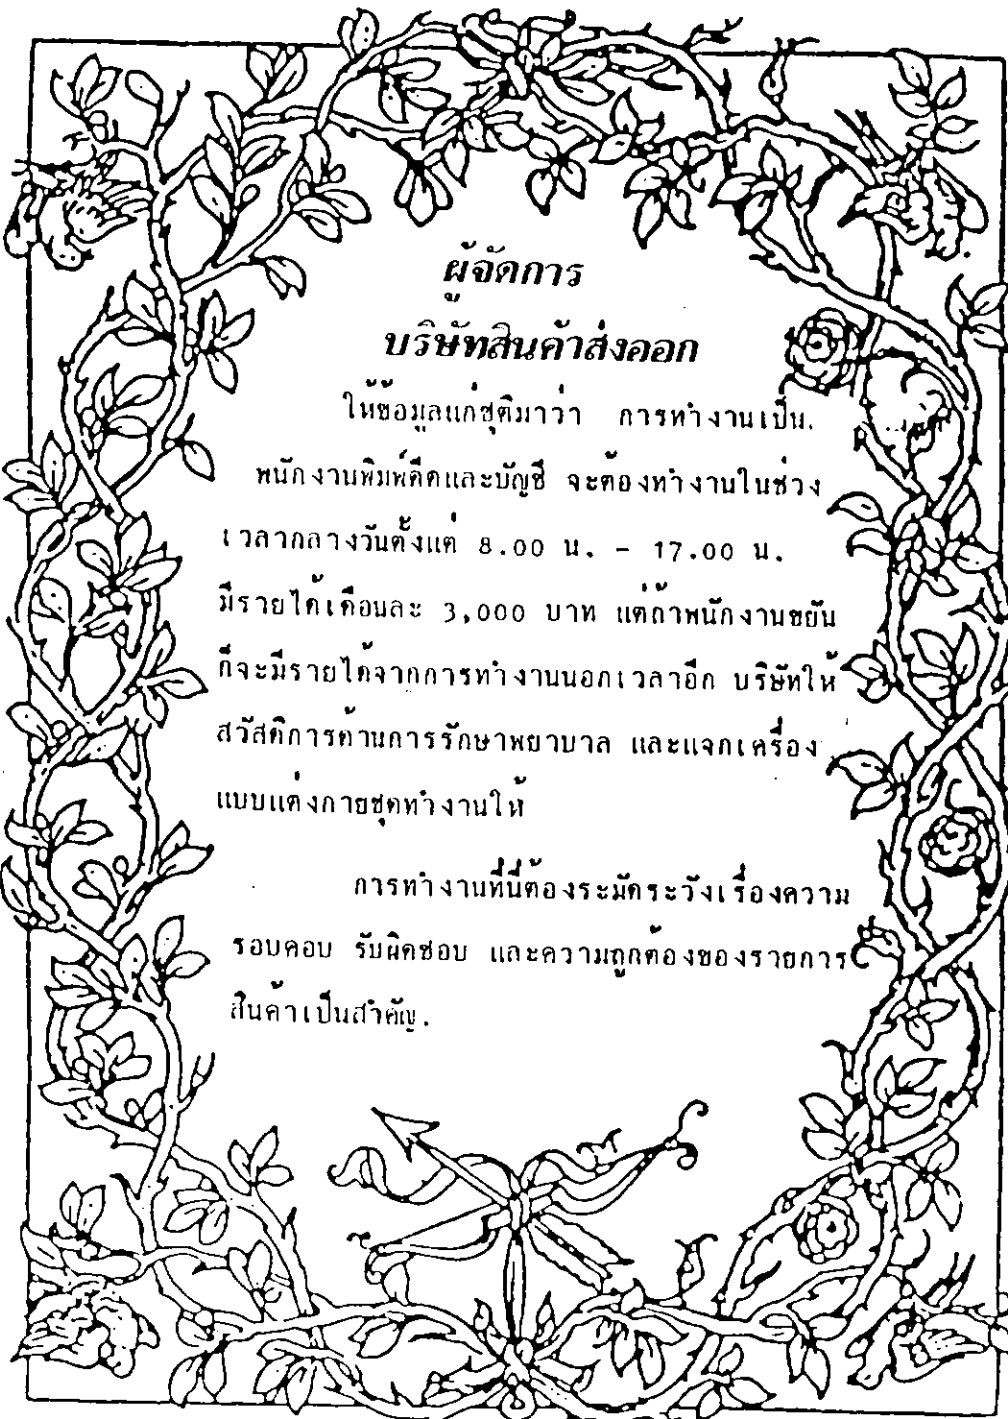 ผู้จัดการ
บริษัทสินค้าส่งออก
ให้ข้อมูลแก่ชุติมาว่า การทำงานเป็น
พนักงานพิมพ์ดีดและบัญชี จะต้องทำงานในช่วง
เวลากลางวันตั้งแต่ 8.00 น. - 17.00 น.
มีรายได้เดือนละ 3,000 บาท แต่ถ้าพนักงานขยัน
ก็จะมีรายได้จากการทำงานนอกเวลาอีก บริษัทให้
สวัสดิการด้านการรักษาพยาบาล และแจกเครื่อง
แบบแต่งกายชุดทำงานให้
การทำงานที่นี่ต้องระมัดระวังเรื่องความ
รอบคอบ รับผิดชอบ และความถูกต้องของรายการ
สินค้าเป็นสำคัญ.